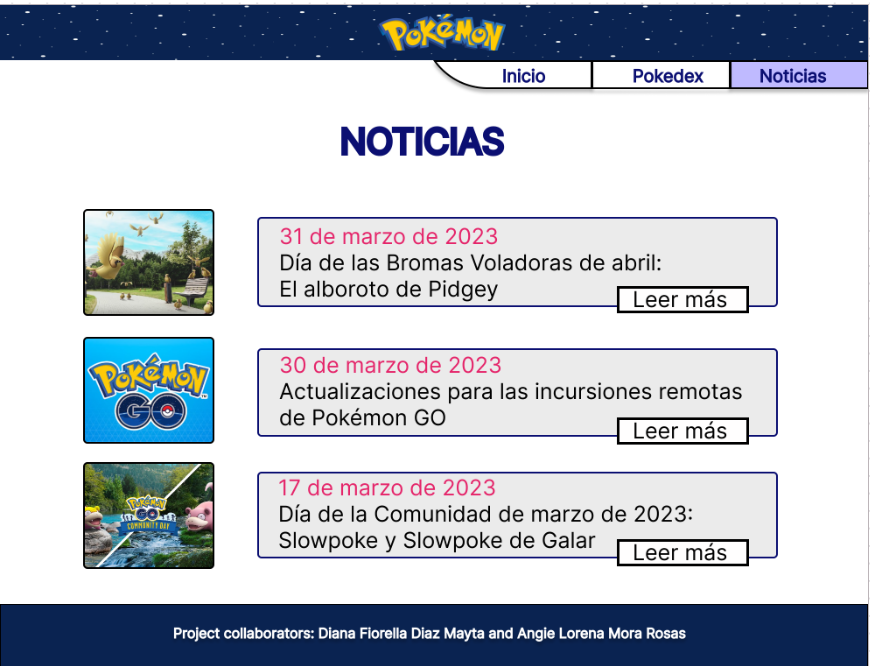 POKéMON
Inicio
Pokedex
Noticias
NOTICIAS
31 de marzo de 2023
Día de las Bromas Voladoras de abril:
El alboroto de Pidgey
Leer más
POKéMON
GO
30 de marzo de 2023
Actualizaciones para las incursiones remotas
de Pokémon GO
Leer más
POKéMON
GO
COMMUNITY DAY
17 de marzo de 2023
Día de la Comunidad de marzo de 2023:
Slowpoke y Slowpoke de Galar
Leer más
Project collaborators: Diana Fiorella Diaz Mayta and Angie Lorena Mora Rosas